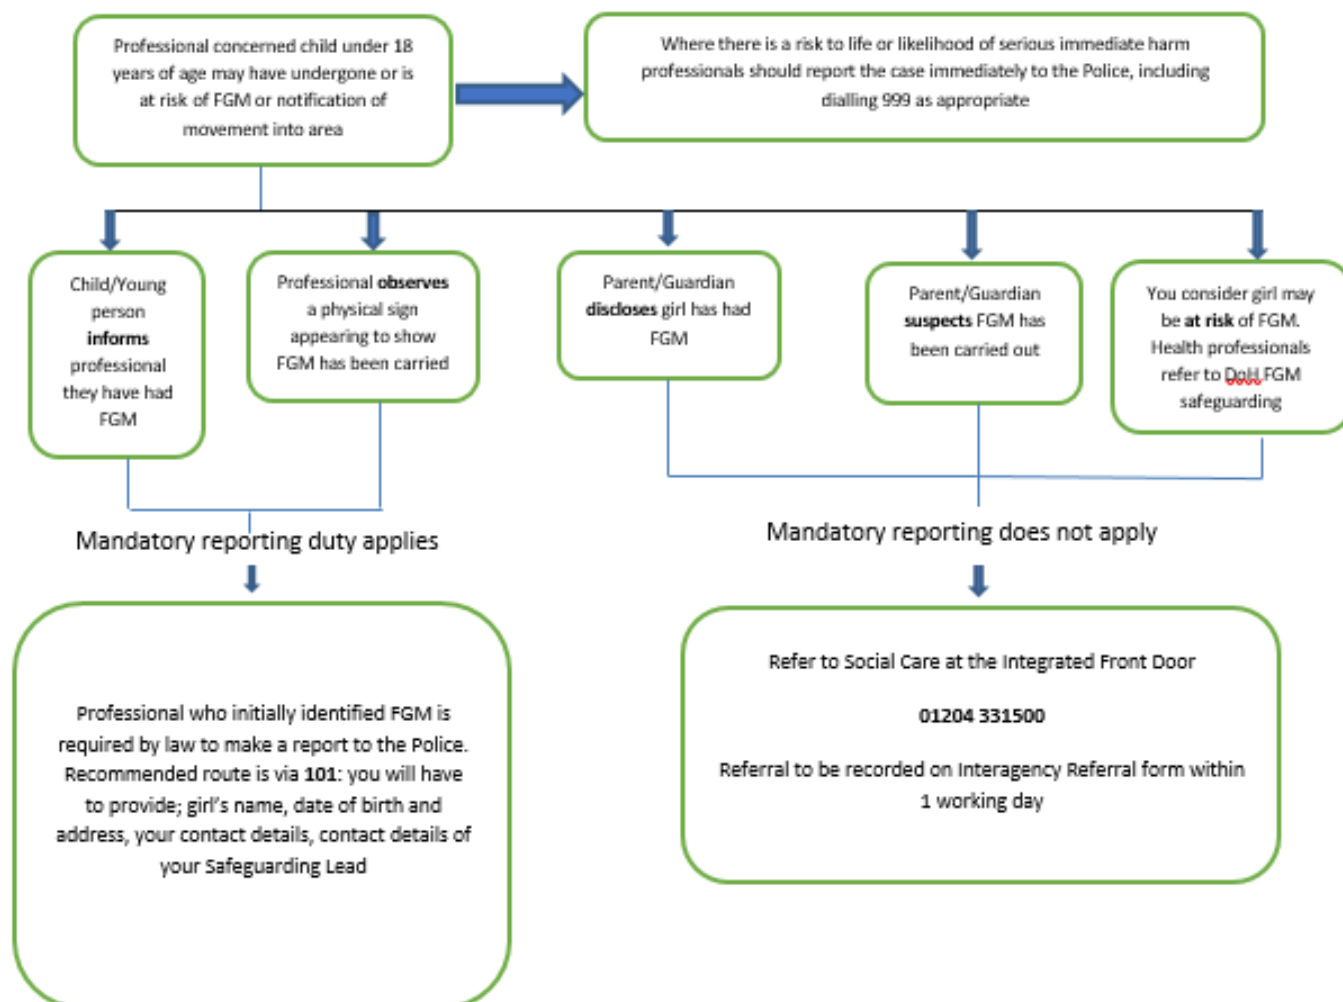 Professional concerned child under 18
years of age may have undergone or is
at risk of FGM or notification of
movement into area
Where there is a risk to life or likelihood of serious immediate harm
professionals should report the case immediately to the Police, including
dialling 999 as appropriate
Child/Young
person
informs
professional
they have had
FGM
Professional observes
a physical sign
appearing to show
FGM has been carried
Parent/Guardian
discloses girl has had
FGM
Parent/Guardian
suspects FGM has
been carried out
You consider girl may
be at risk of FGM.
Health professionals
refer to DoH FGM
safeguarding
Mandatory reporting duty applies
Mandatory reporting does not apply
Professional who initially identified FGM is
required by law to make a report to the Police.
Recommended route is via 101: you will have
to provide; girl's name, date of birth and
address, your contact details, contact details of
your Safeguarding Lead
Refer to Social Care at the Integrated Front Door
01204 331500
Referral to be recorded on Interagency Referral form within
1 working day